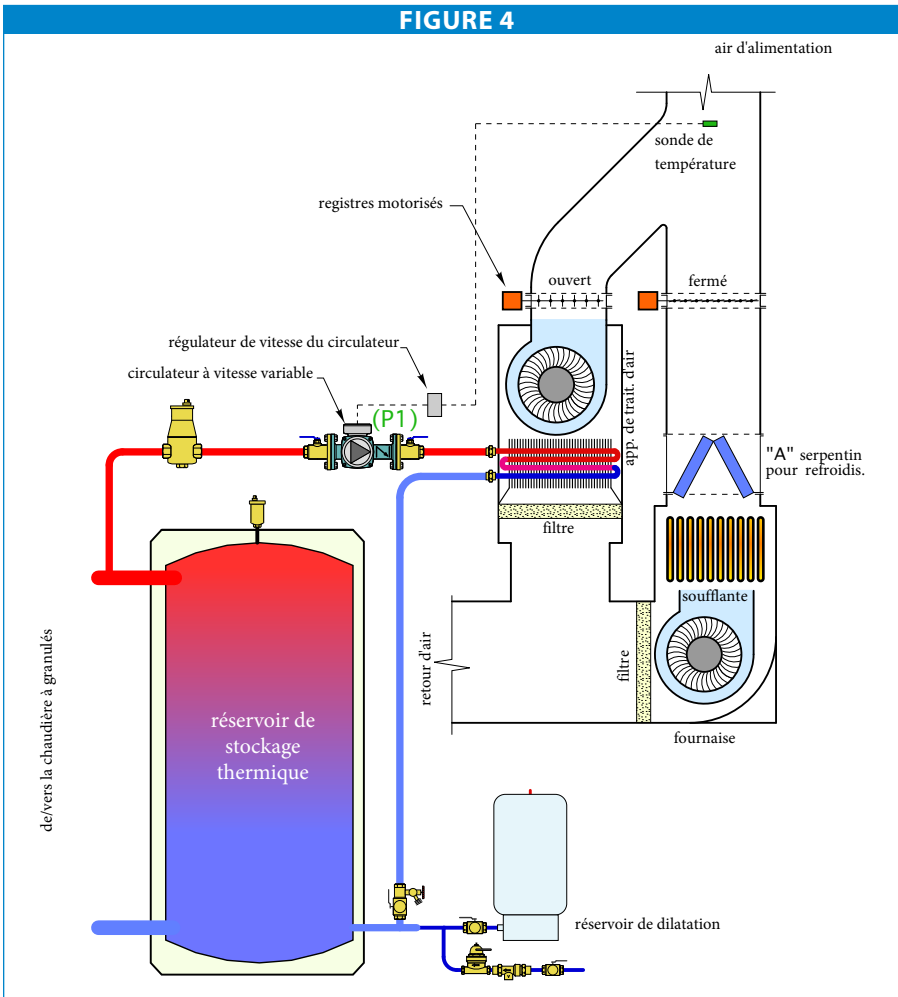 FIGURE 4
air d'alimentation
sonde de
température
registres motorisés
ouvert
fermé
régulateur de vitesse du circulateur
circulateur à vitesse variable
(P1)
app. de trait. d'air
"A" serpentin
pour refroidis.
filtre
soufflante
retour d'air
filtre
fournaise
de/vers la chaudière à granulés
réservoir de
stockage
thermique
réservoir de dilatation